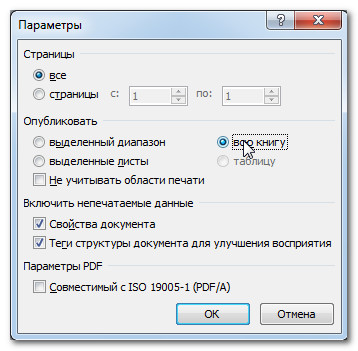 Параметры
Страницы
все
страницы с: 1 по: 1
Опубликовать
выделенный диапазон
всю книгу
выделенные листы
таблицу
Не учитывать области печати
Включить непечатаемые данные
Свойства документа
Теги структуры документа для улучшения восприятия
Параметры PDF
Совместимый с ISO 19005-1 (PDF/A)
ОК Отмена